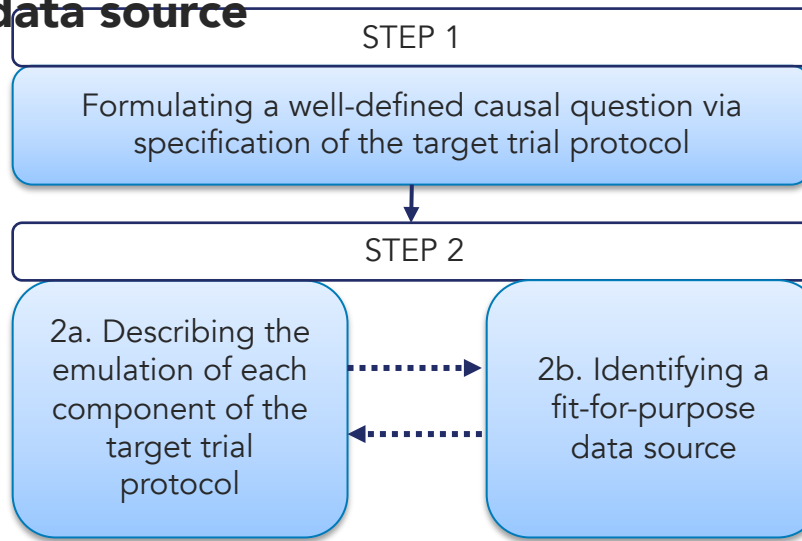 data source
STEP 1
Formulating a well-defined causal question via
specification of the target trial protocol
STEP 2
2a. Describing the
emulation of each
component of the
target trial
protocol
2b. Identifying a
fit-for-purpose
data source